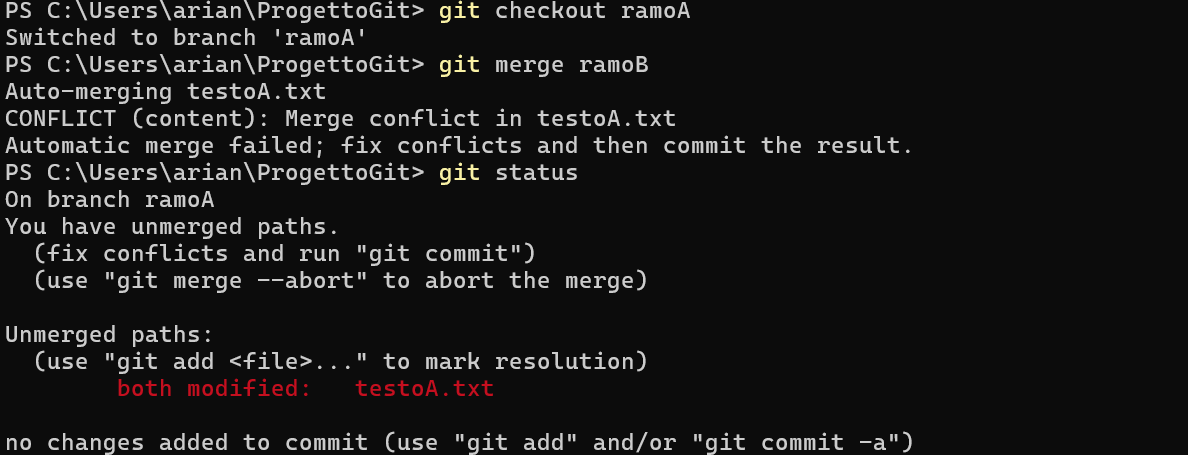 PS C:\Users\arian\ProgettoGit> git checkout ramoA
Switched to branch 'ramoA'
PS C:\Users\arian\ProgettoGit> git merge ramoB
Auto-merging testoA.txt
CONFLICT (content): Merge conflict in testoA.txt
Automatic merge failed; fix conflicts and then commit the result.
PS C:\Users\arian\ProgettoGit> git status
On branch ramoA
You have unmerged paths.
  (fix conflicts and run "git commit")
  (use "git merge --abort" to abort the merge)

Unmerged paths:
  (use "git add <file>..." to mark resolution)
        both modified:   testoA.txt

no changes added to commit (use "git add" and/or "git commit -a")